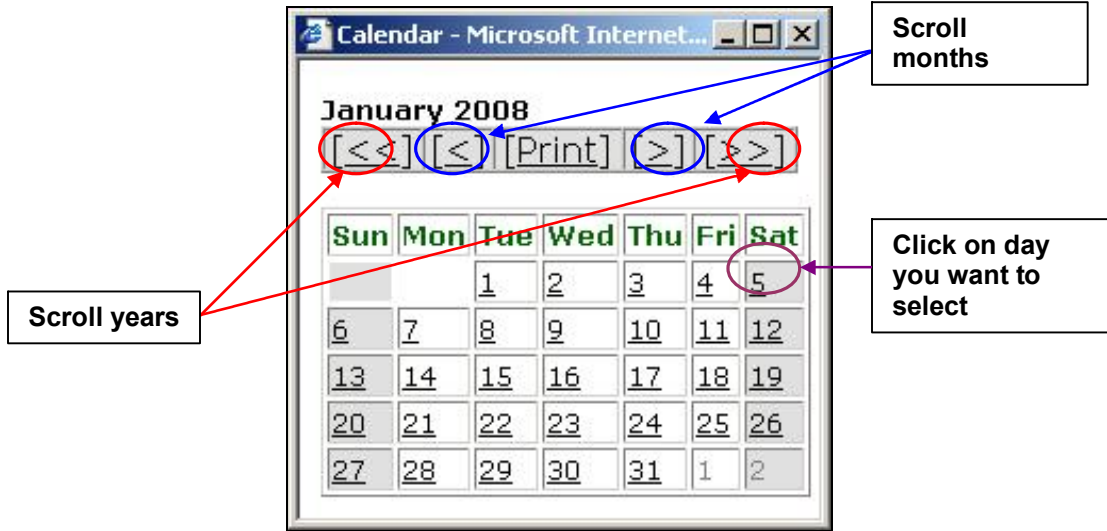 Calendar - Microsoft Internet...
Scroll
months
January 2008
[<<] [<] [Print] [>] [>>]
Sun Mon Tue Wed Thu Fri Sat
1 2 3 4 5
Click on day
you want to
select
Scroll years
6 7 8 9 10 11 12
13 14 15 16 17 18 19
20 21 22 23 24 25 26
27 28 29 30 31 1 2